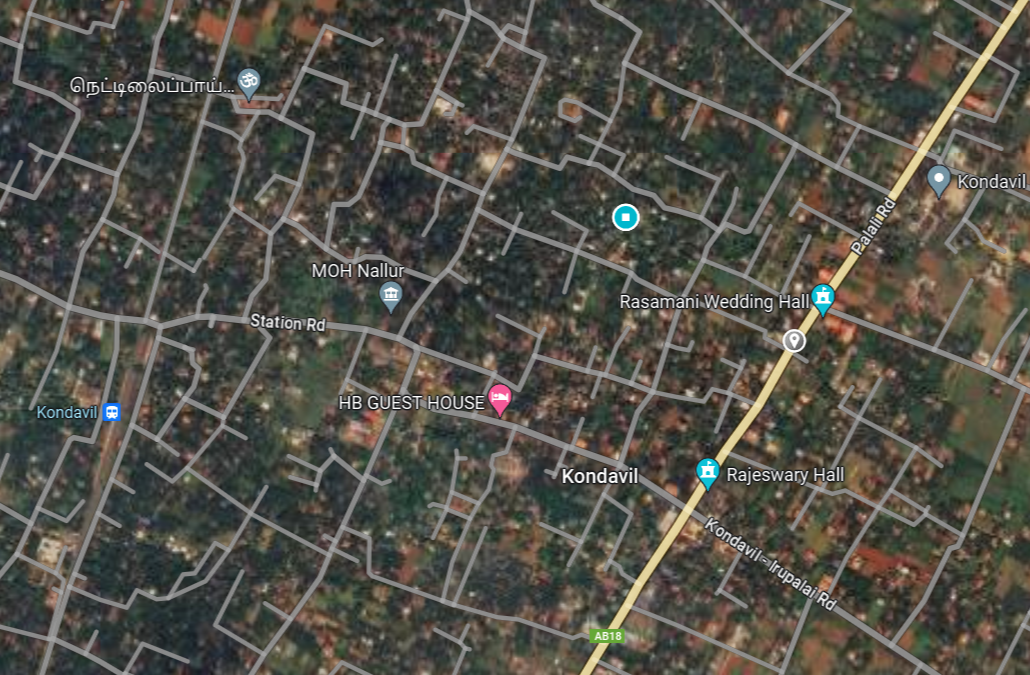 நெட்டிலைப்பாய்...
Kondavil
Palali Rd
MOH Nallur
Rasamani Wedding Hall
Station Rd
HB GUEST HOUSE
Kondavil
Kondavil
Rajeswary Hall
Kondavil - Irupalai Rd
AB18